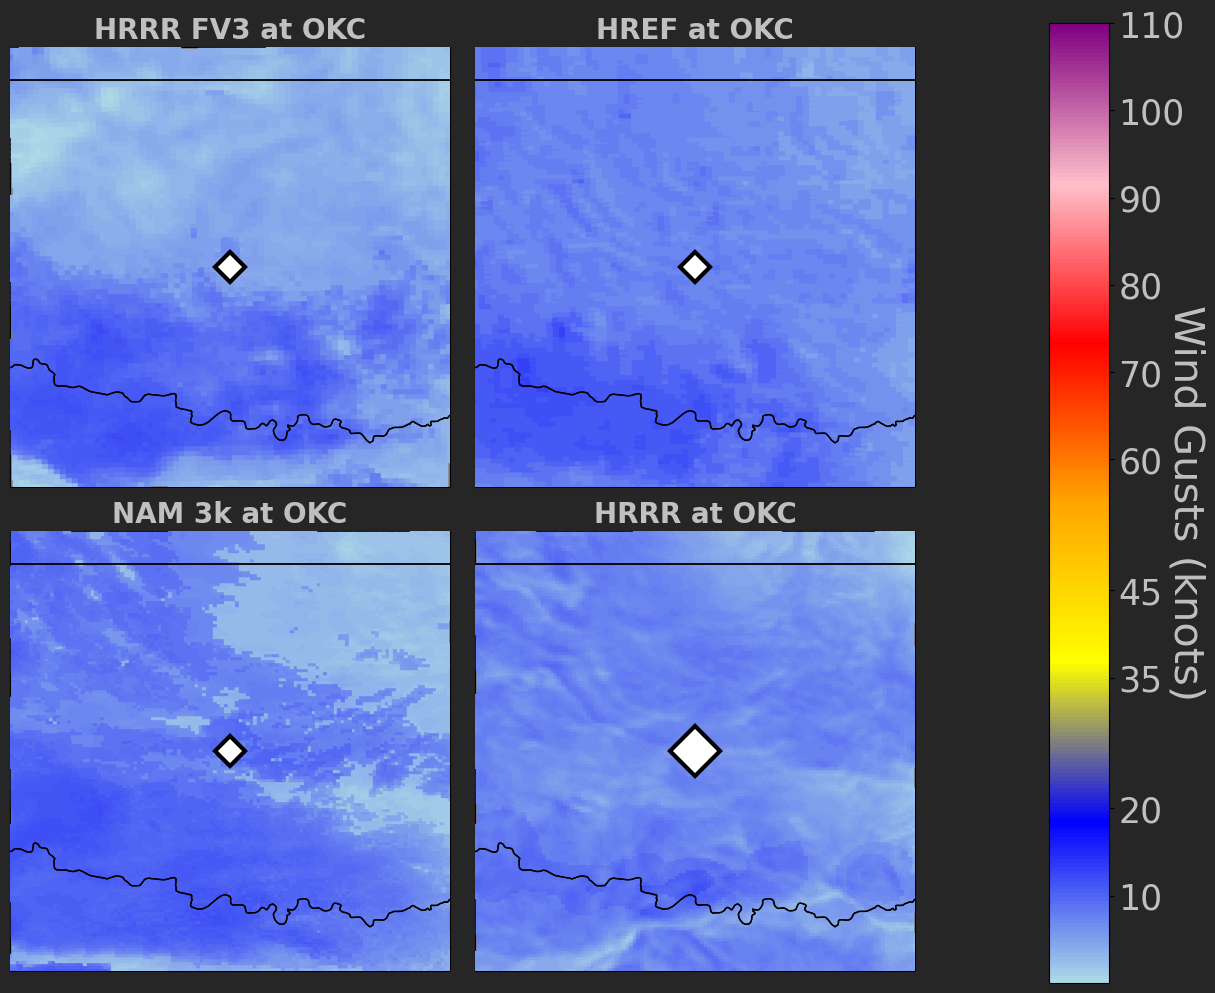 HRRR FV3 at OKC
HREF at OKC
NAM 3k at OKC
HRRR at OKC
110
100
90
80
70
60
45
35
20
10
Wind Gusts (knots)